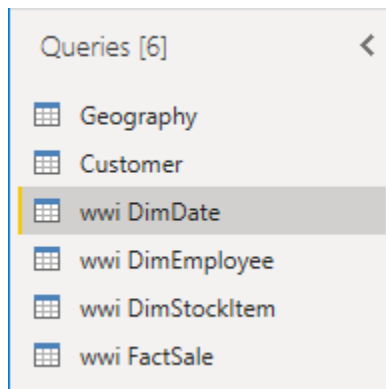 Queries [6]
Geography
Customer
wwi DimDate
wwi DimEmployee
wwi DimStockItem
wwi FactSale